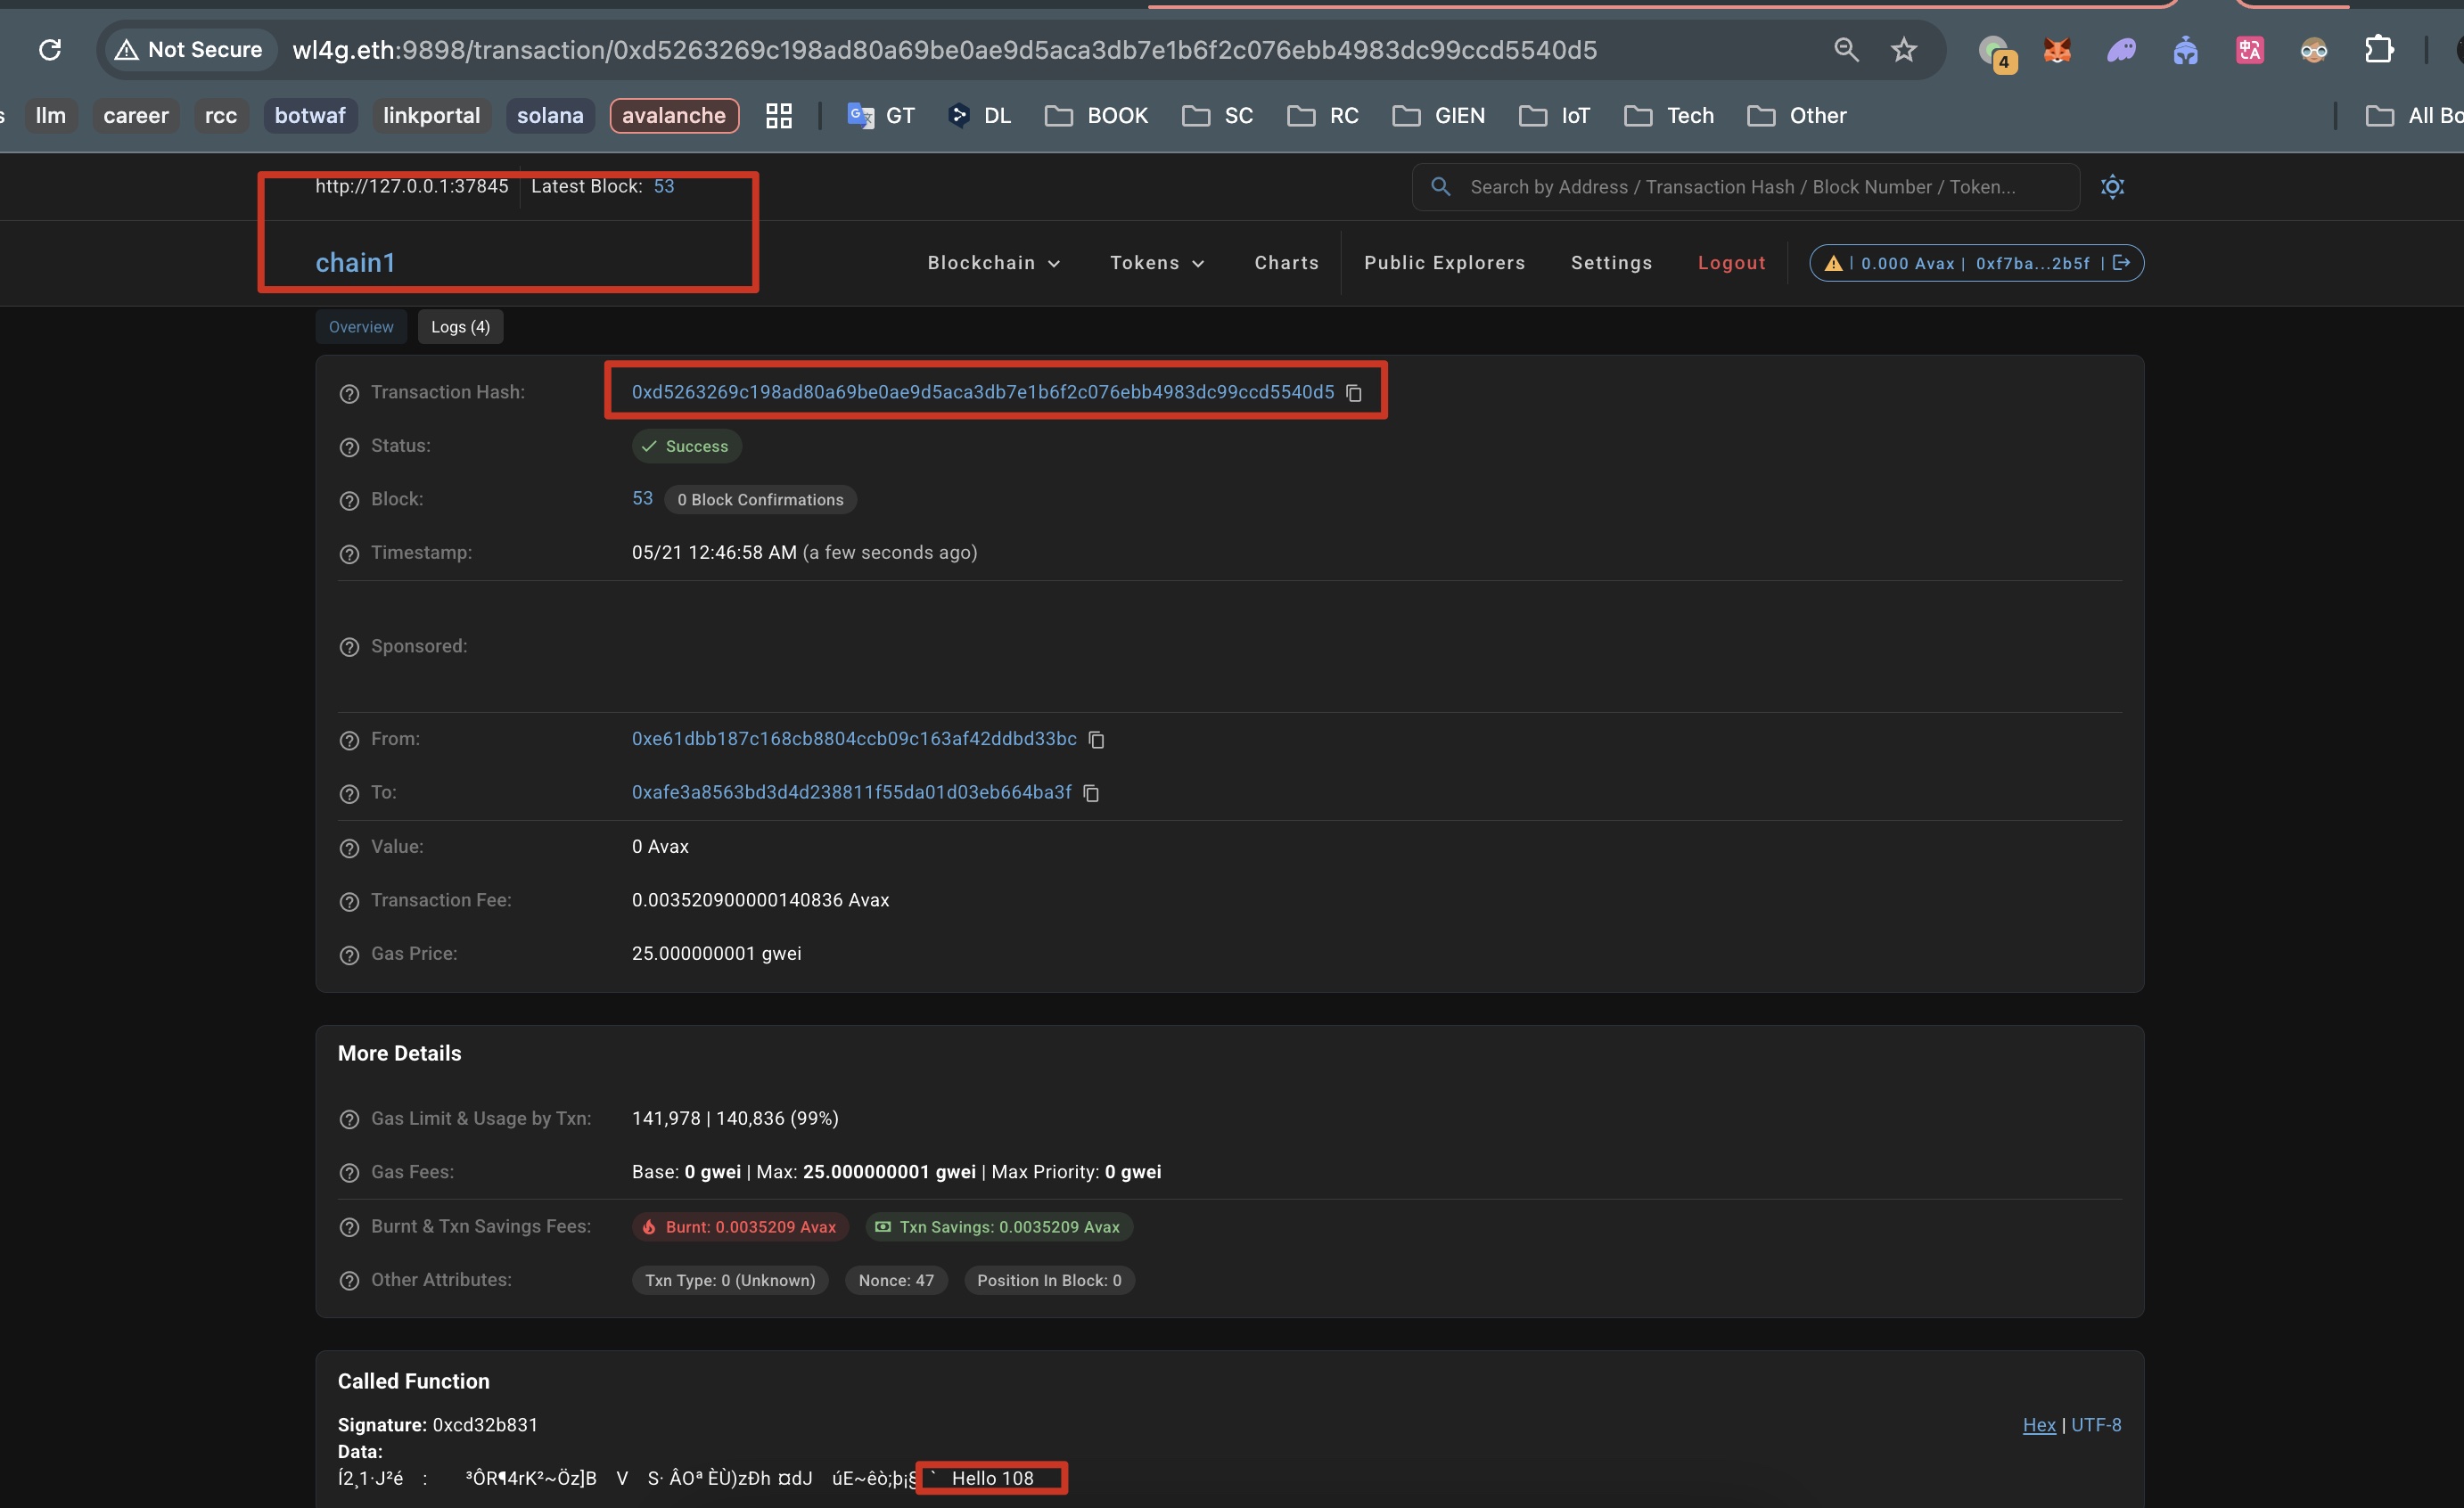 Not Secure wl4g.eth:9898/transaction/0xd5263269c198ad80a69be0ae9d5aca3db7e1b6f2c076ebb4983dc99ccd5540d5 4
s llm career rcc botwaf linkportal solana avalanche GT DL BOOK SC RC GIEN IoT Tech Other All Bo
http://127.0.0.1:37845 Latest Block: 53 Search by Address / Transaction Hash / Block Number / Token...
chain1 Blockchain Tokens Charts Public Explorers Settings Logout | 0.000 Avax | 0xf7ba...2b5f |
Overview Logs (4)
Transaction Hash: 0xd5263269c198ad80a69be0ae9d5aca3db7e1b6f2c076ebb4983dc99ccd5540d5
Status: Success
Block: 53 0 Block Confirmations
Timestamp: 05/21 12:46:58 AM (a few seconds ago)
Sponsored:
From: 0xe61dbb187c168cb8804ccb09c163af42ddbd33bc
To: 0xafe3a8563bd3d4d238811f55da01d03eb664ba3f
Value: 0 Avax
Transaction Fee: 0.003520900000140836 Avax
Gas Price: 25.000000001 gwei
More Details
Gas Limit & Usage by Txn: 141,978 | 140,836 (99%)
Gas Fees: Base: 0 gwei | Max: 25.000000001 gwei | Max Priority: 0 gwei
Burnt & Txn Savings Fees: Burnt: 0.0035209 Avax Txn Savings: 0.0035209 Avax
Other Attributes: Txn Type: 0 (Unknown) Nonce: 47 Position In Block: 0
Called Function
Signature: 0xcd32b831 Hex | UTF-8
Data:
Í2¸1·J²é : ³ÔR¶4rK²~Öz]B V S· ÂOª ÈÙ)zÐh ¤dJ úE~êò;þ¡§ ` Hello 108